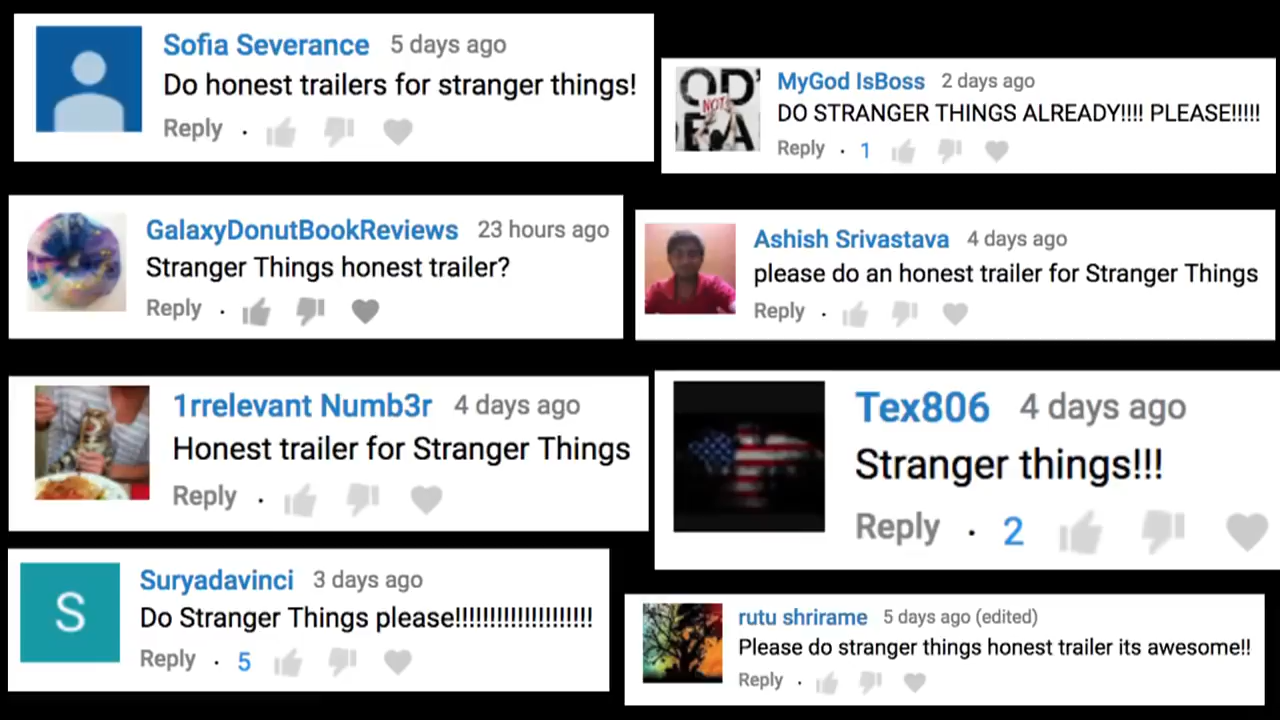 Sofia Severance 5 days ago
Do honest trailers for stranger things!
Reply ·
OD'
NOT
MyGod IsBoss 2 days ago
DO STRANGER THINGS ALREADY!!!! PLEASE!!!!!
Reply · 1
GalaxyDonutBookReviews 23 hours ago
Stranger Things honest trailer?
Reply ·
Ashish Srivastava 4 days ago
please do an honest trailer for Stranger Things
Reply ·
1rrelevant Numb3r 4 days ago
Honest trailer for Stranger Things
Reply ·
Tex806 4 days ago
Stranger things!!!
Reply · 2
S
Suryadavinci 3 days ago
Do Stranger Things please!!!!!!!!!!!!!!!!!!!!
Reply · 5
rutu shrirame 5 days ago (edited)
Please do stranger things honest trailer its awesome!!
Reply ·